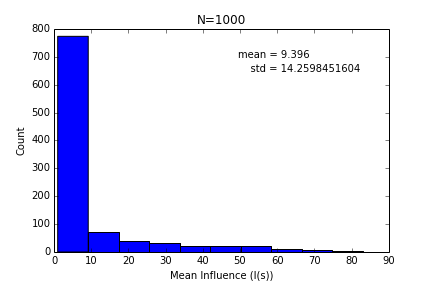 N=1000
mean = 9.396
std = 14.2598451604
Count
800
700
600
500
400
300
200
100
0
0 10 20 30 40 50 60 70 80 90
Mean Influence (I(s))